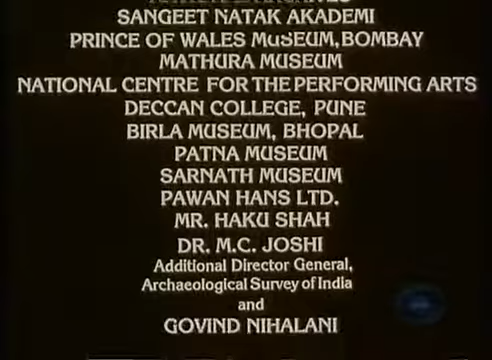 SANGEET NATAK AKADEMI
PRINCE OF WALES MUSEUM, BOMBAY
MATHURA MUSEUM
NATIONAL CENTRE FOR THE PERFORMING ARTS
DECCAN COLLEGE, PUNE
BIRLA MUSEUM, BHOPAL
PATNA MUSEUM
SARNATH MUSEUM
PAWAN HANS LTD.
MR. HAKU SHAH
DR. M.C. JOSHI
Additional Director General,
Archaeological Survey of India
and
GOVIND NIHALANI